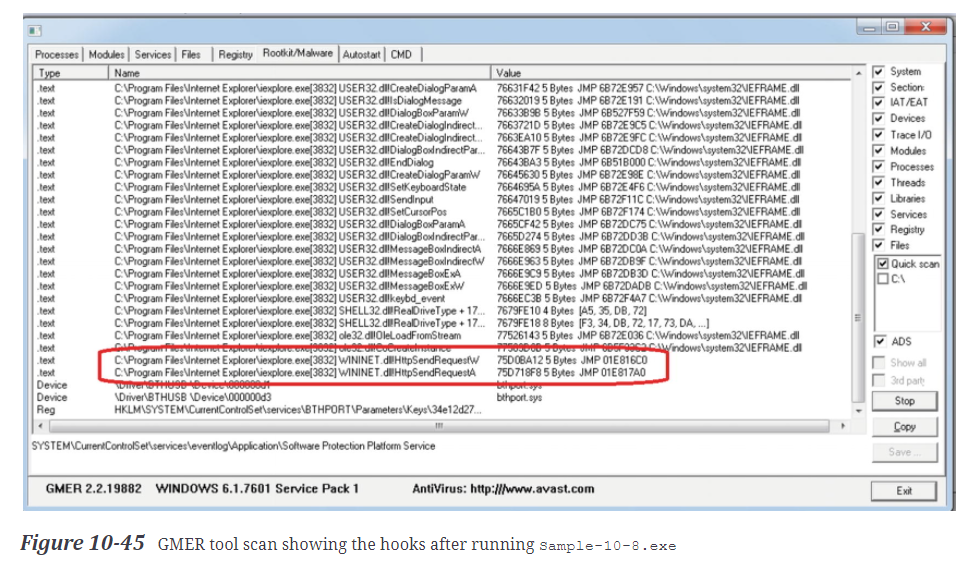 Processes Modules Services Files Registry Rootkit/Malware Autostart CMD
Type Name Value
.text C:\Program Files\Internet Explorer\iexplore.exe[3832] USER32.dll!CreateDialogParamA 76631F42 5 Bytes JMP 6B72E957 C:\Windows\system32\IEFRAME.dll
.text C:\Program Files\Internet Explorer\iexplore.exe[3832] USER32.dll!IsDialogMessage 76632019 5 Bytes JMP 6B72E191 C:\Windows\system32\IEFRAME.dll
.text C:\Program Files\Internet Explorer\iexplore.exe[3832] USER32.dll!DialogBoxParamW 76633B9B 5 Bytes JMP 6B527F59 C:\Windows\system32\IEFRAME.dll
.text C:\Program Files\Internet Explorer\iexplore.exe[3832] USER32.dll!CreateDialogIndirect... 7663721D 5 Bytes JMP 6B72E9C5 C:\Windows\system32\IEFRAME.dll
.text C:\Program Files\Internet Explorer\iexplore.exe[3832] USER32.dll!CreateDialogIndirect... 7663EA10 5 Bytes JMP 6B72E9FC C:\Windows\system32\IEFRAME.dll
.text C:\Program Files\Internet Explorer\iexplore.exe[3832] USER32.dll!DialogBoxIndirectPar... 76643B7F 5 Bytes JMP 6B72DCD8 C:\Windows\system32\IEFRAME.dll
.text C:\Program Files\Internet Explorer\iexplore.exe[3832] USER32.dll!EndDialog 76643BA3 5 Bytes JMP 6B51B000 C:\Windows\system32\IEFRAME.dll
.text C:\Program Files\Internet Explorer\iexplore.exe[3832] USER32.dll!CreateDialogParamW 76645630 5 Bytes JMP 6B72E98E C:\Windows\system32\IEFRAME.dll
.text C:\Program Files\Internet Explorer\iexplore.exe[3832] USER32.dll!SetKeyboardState 7664695A 5 Bytes JMP 6B72E4F6 C:\Windows\system32\IEFRAME.dll
.text C:\Program Files\Internet Explorer\iexplore.exe[3832] USER32.dll!SendInput 76647019 5 Bytes JMP 6B72F11C C:\Windows\system32\IEFRAME.dll
.text C:\Program Files\Internet Explorer\iexplore.exe[3832] USER32.dll!SetCursorPos 7665C1B0 5 Bytes JMP 6B72F174 C:\Windows\system32\IEFRAME.dll
.text C:\Program Files\Internet Explorer\iexplore.exe[3832] USER32.dll!DialogBoxParamA 7665CF42 5 Bytes JMP 6B72DC75 C:\Windows\system32\IEFRAME.dll
.text C:\Program Files\Internet Explorer\iexplore.exe[3832] USER32.dll!DialogBoxIndirectPar... 7665D274 5 Bytes JMP 6B72DD3B C:\Windows\system32\IEFRAME.dll
.text C:\Program Files\Internet Explorer\iexplore.exe[3832] USER32.dll!MessageBoxIndirectA 7666E869 5 Bytes JMP 6B72DC0A C:\Windows\system32\IEFRAME.dll
.text C:\Program Files\Internet Explorer\iexplore.exe[3832] USER32.dll!MessageBoxIndirectW 7666E963 5 Bytes JMP 6B72DB9F C:\Windows\system32\IEFRAME.dll
.text C:\Program Files\Internet Explorer\iexplore.exe[3832] USER32.dll!MessageBoxExA 7666E9C9 5 Bytes JMP 6B72DB3D C:\Windows\system32\IEFRAME.dll
.text C:\Program Files\Internet Explorer\iexplore.exe[3832] USER32.dll!MessageBoxExW 7666E9ED 5 Bytes JMP 6B72DADB C:\Windows\system32\IEFRAME.dll
.text C:\Program Files\Internet Explorer\iexplore.exe[3832] USER32.dll!keybd_event 7666EC3B 5 Bytes JMP 6B72F4A7 C:\Windows\system32\IEFRAME.dll
.text C:\Program Files\Internet Explorer\iexplore.exe[3832] SHELL32.dll!RealDriveType + 17... 7679FE10 4 Bytes [A5, 35, DB, 72]
.text C:\Program Files\Internet Explorer\iexplore.exe[3832] SHELL32.dll!RealDriveType + 17... 7679FE18 8 Bytes [F3, 34, DB, 72, 17, 73, DA, ...]
.text C:\Program Files\Internet Explorer\iexplore.exe[3832] ole32.dll!OleLoadFromStream 77526143 5 Bytes JMP 6B72E036 C:\Windows\system32\IEFRAME.dll
.text C:\Program Files\Internet Explorer\iexplore.exe[3832] 5 Bytes JMP C:\Windows\system32\IEFRAME.dll
.text C:\Program Files\Internet Explorer\iexplore.exe[3832] WININET.dll!HttpSendRequestW 75D0BA12 5 Bytes JMP 01E816C0
.text C:\Program Files\Internet Explorer\iexplore.exe[3832] WININET.dll!HttpSendRequestA 75D718F8 5 Bytes JMP 01E817A0
Device \Driver\BTHUSB \Device\000000d1 bthport.sys
Device \Driver\BTHUSB \Device\000000d3 bthport.sys
Reg HKLM\SYSTEM\CurrentControlSet\services\BTHPORT\Parameters\Keys\34e12d27...
System
Section:
IAT/EAT
Devices
Trace I/O
Modules
Processes
Threads
Libraries
Services
Registry
Files
Quick scan
C:\
ADS
Show all
3rd party
Stop
Copy
Save ...
SYSTEM\CurrentControlSet\services\eventlog\Application\Software Protection Platform Service
GMER 2.2.19882 WINDOWS 6.1.7601 Service Pack 1 AntiVirus: http:///www.avast.com
Exit
Figure 10-45 GMER tool scan showing the hooks after running Sample-10-8.exe